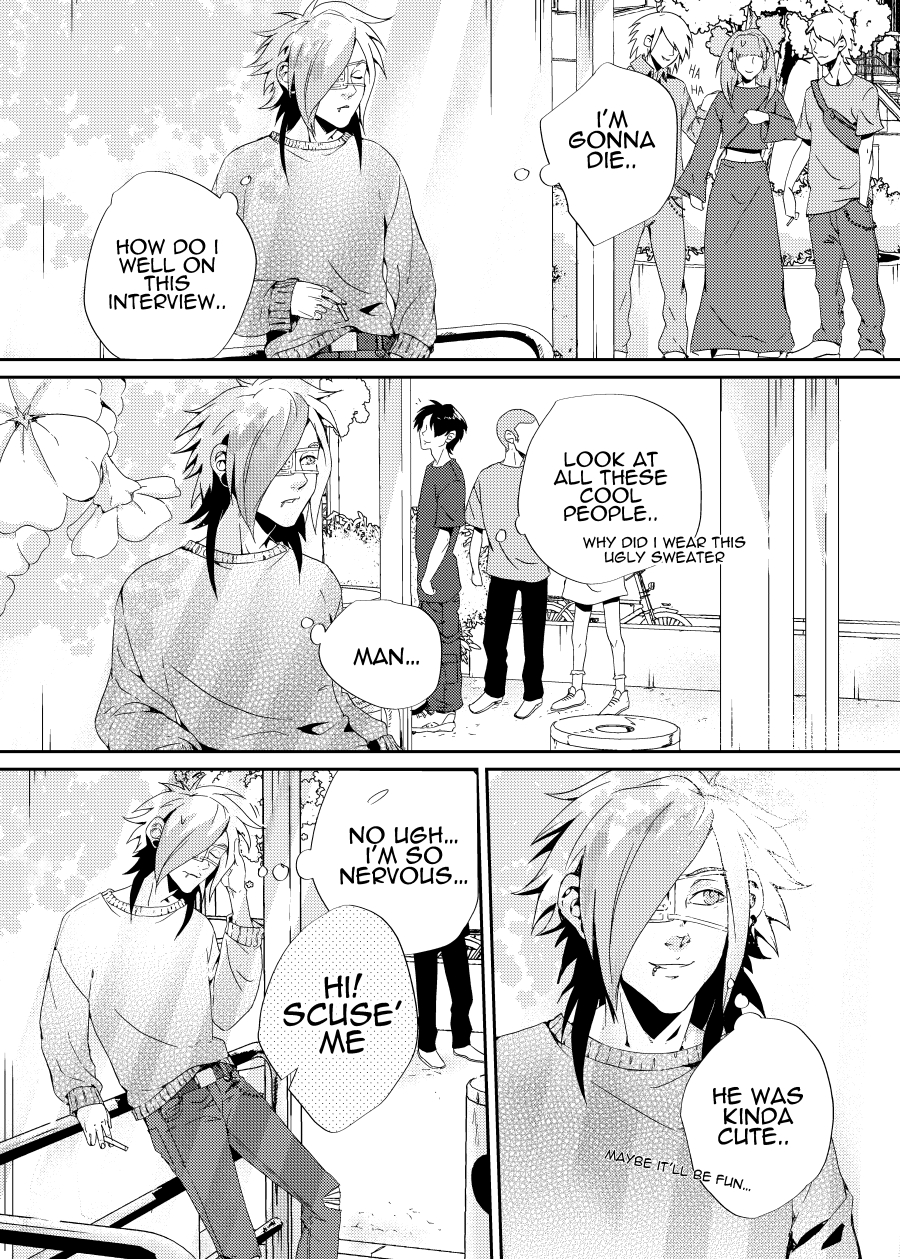 HOW DO I
WELL ON
THIS
INTERVIEW..
I'M
GONNA
DIE..
HA
HA
MAN...
LOOK AT
ALL THESE
COOL
PEOPLE..
WHY DID I WEAR THIS
UGLY SWEATER
NO UGH...
I'M SO
NERVOUS...
HI!
SCUSE'
ME
HE WAS
KINDA
CUTE..
MAYBE IT'LL BE FUN...